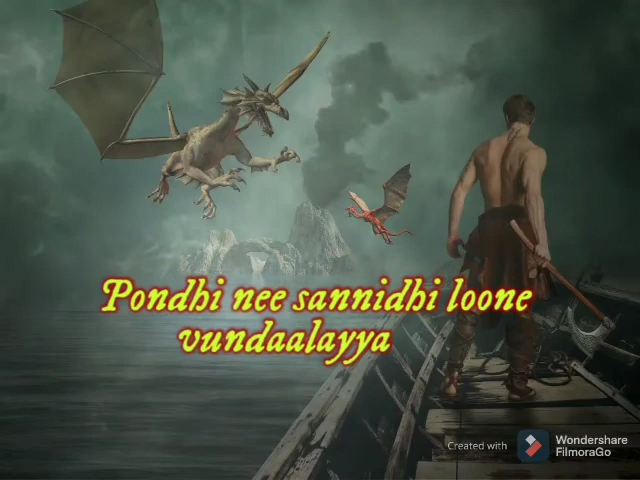 Pondhi nee sannidhi loone
vundaalayya
Created with
Wondershare
FilmoraGo